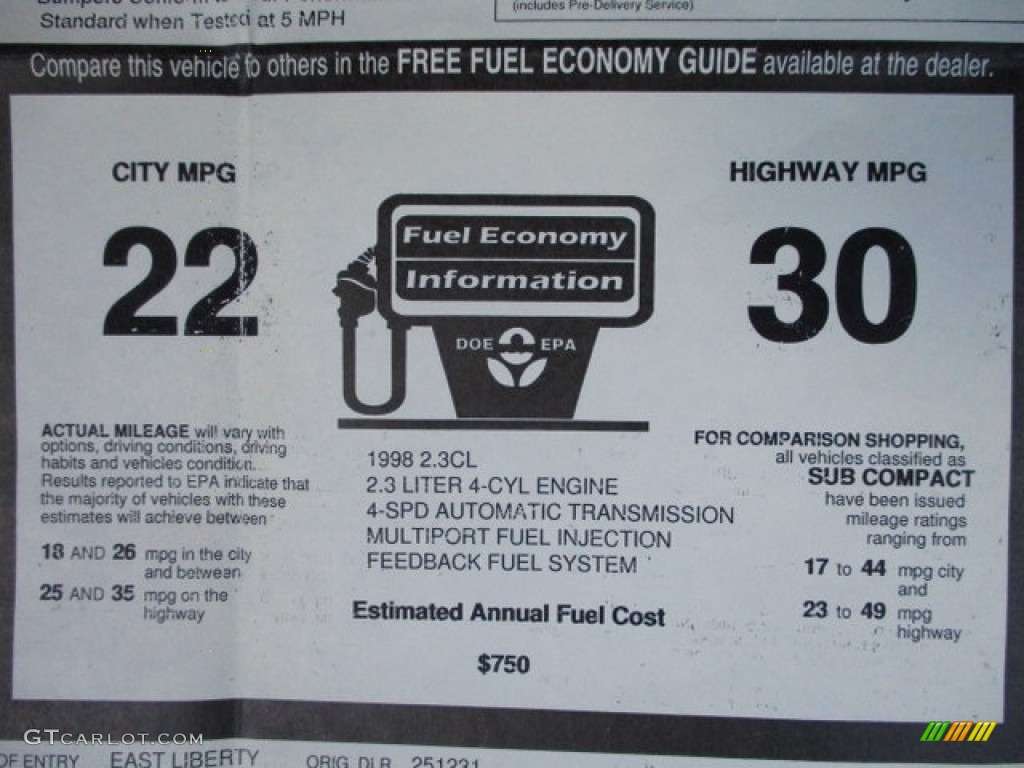 Standard when Tested at 5 MPH
(includes Pre-Delivery Service)
Compare this vehicle to others in the FREE FUEL ECONOMY GUIDE available at the dealer.
CITY MPG
22
Fuel Economy
Information
DOE EPA
HIGHWAY MPG
30
ACTUAL MILEAGE will vary with
options, driving conditions, driving
habits and vehicles condition.
Results reported to EPA indicate that
the majority of vehicles with these
estimates will achieve between
18 AND 26 mpg in the city
and between
25 AND 35 mpg on the
highway
1998 2.3CL
2.3 LITER 4-CYL ENGINE
4-SPD AUTOMATIC TRANSMISSION
MULTIPORT FUEL INJECTION
FEEDBACK FUEL SYSTEM
Estimated Annual Fuel Cost
$750
FOR COMPARISON SHOPPING,
all vehicles classified as
SUB COMPACT
have been issued
mileage ratings
ranging from
17 to 44 mpg city
and
23 to 49 mpg
highway
GTCARLOT.COM
OF ENTRY EAST LIBERTY ORIG. DLR. 251231